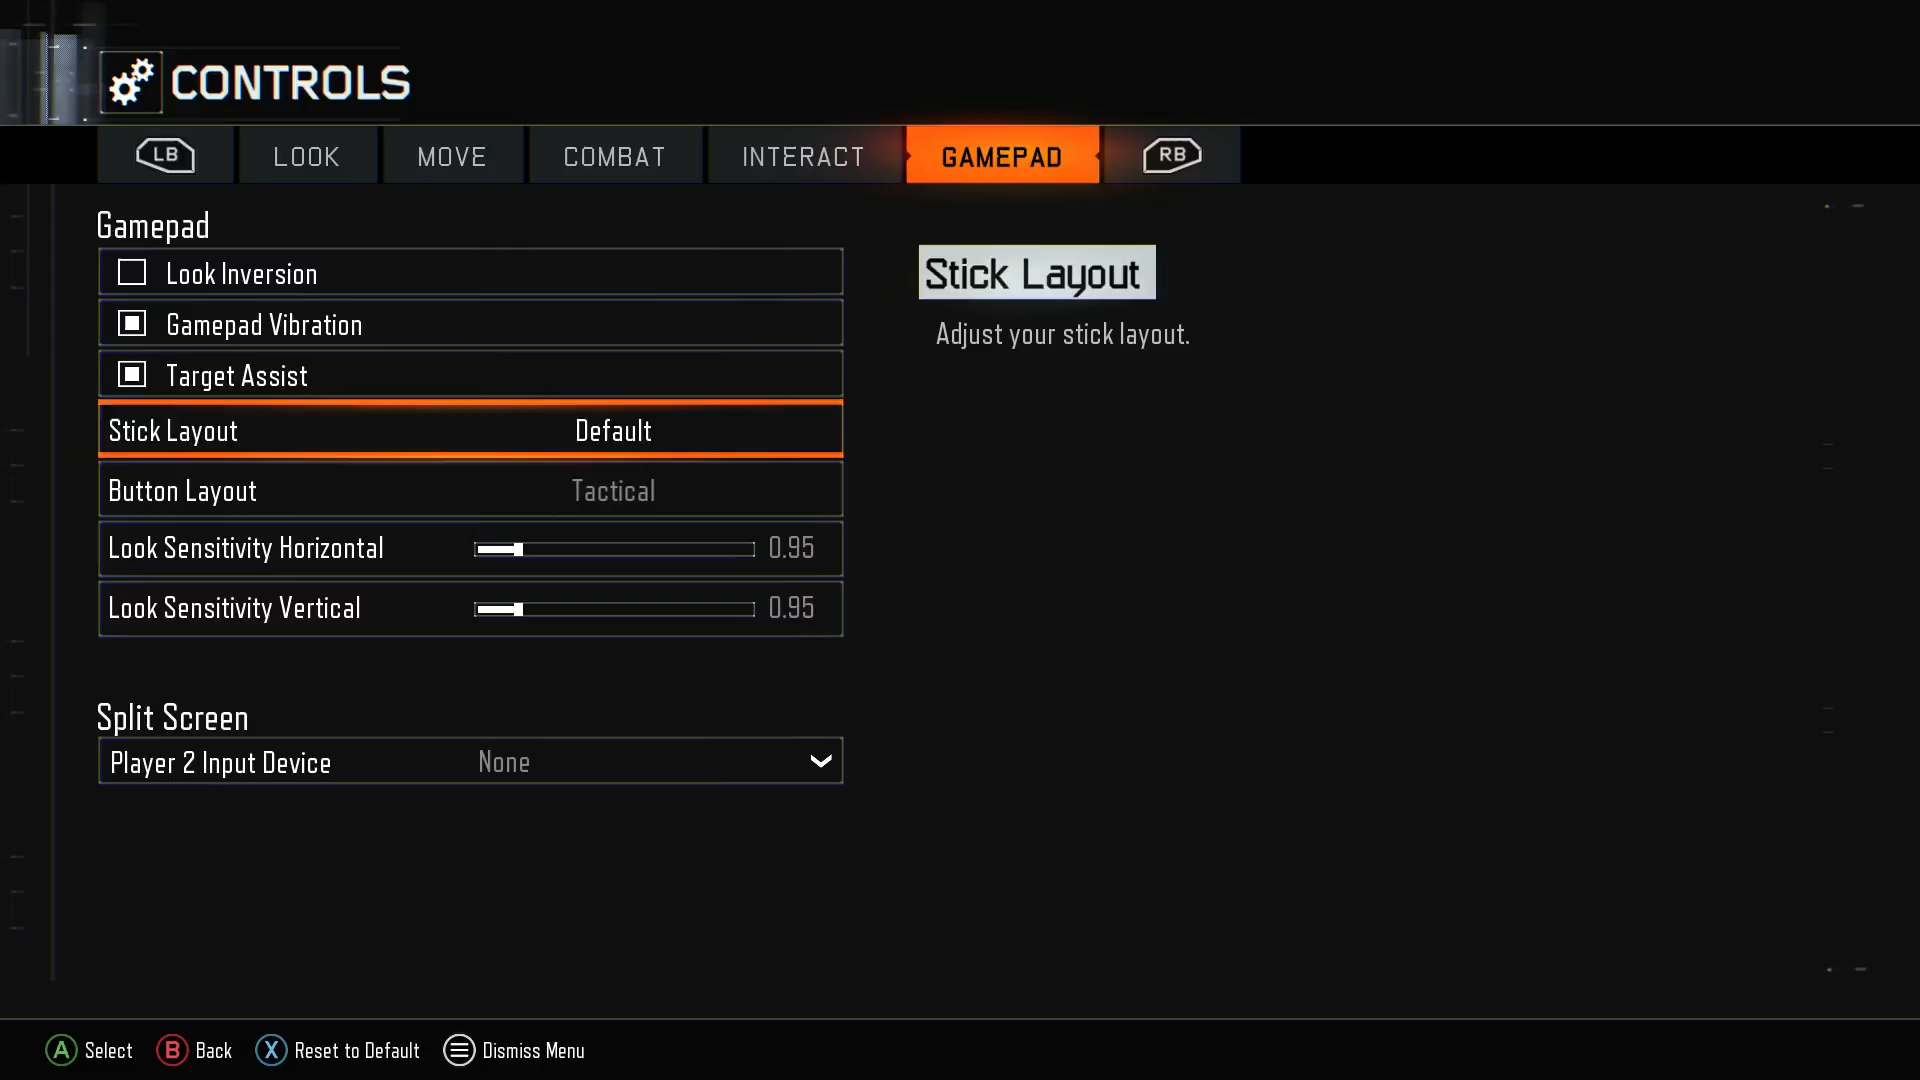 CONTROLS
LB LOOK MOVE COMBAT INTERACT GAMEPAD RB
Gamepad
Look Inversion
Gamepad Vibration
Target Assist
Stick Layout Default
Button Layout Tactical
Look Sensitivity Horizontal 0.95
Look Sensitivity Vertical 0.95
Split Screen
Player 2 Input Device None
Stick Layout
Adjust your stick layout.
A Select B Back X Reset to Default Dismiss Menu